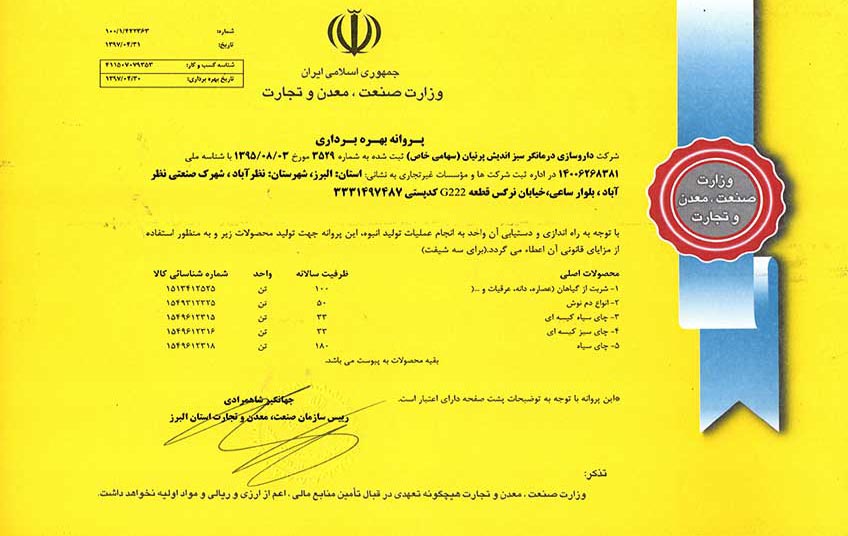 شماره: ۱۰۰/۱/۴۲۲۳۶۳
تاریخ: ۱۳۹۷/۰۴/۳۱
شناسه کسب و کار: ۴۱۱۵۰۷۰۷۹۳۵۳
تاریخ بهره برداری: ۱۳۹۷/۰۴/۳۰
جمهوری اسلامی ایران
وزارت صنعت ، معدن و تجارت
پروانه بهره برداری
شرکت داروسازی درمانگر سبز اندیش پرنیان (سهامی خاص) ثبت شده به شماره ۳۵۲۹ مورخ ۱۳۹۵/۰۸/۰۳ با شناسه ملی
۱۴۰۰۶۲۶۸۳۸۱ در اداره ثبت شرکت ها و مؤسسات غیرتجاری به نشانی: استان: البرز، شهرستان: نظرآباد ، شهرک صنعتی نظر
آباد ، بلوار ساعی،خیابان نرگس قطعه G222 کدپستی ۳۳۳۱۴۹۷۴۸۷
با توجه به راه اندازی و دستیابی آن واحد به انجام عملیات تولید انبوه، این پروانه جهت تولید محصولات زیر و به منظور استفاده
از مزایای قانونی آن اعطاء می گردد.(برای سه شیفت)
محصولات اصلی ظرفیت سالانه واحد شماره شناسائی کالا
۱- شربت از گیاهان (عصاره، دانه، عرقیات و ...( ۱۰۰ تن ۱۵۱۳۴۱۲۵۲۵
۲- انواع دم نوش ۵۰ تن ۱۵۴۹۳۱۲۳۲۵
۳- چای سیاه کیسه ای ۳۳ تن ۱۵۴۹۶۱۲۳۱۵
۴- چای سبز کیسه ای ۳۳ تن ۱۵۴۹۶۱۲۳۱۶
۵- چای سیاه ۱۸۰ تن ۱۵۴۹۶۱۲۳۱۸
بقیه محصولات به پیوست می باشد.
*این پروانه با توجه به توضیحات پشت صفحه دارای اعتبار است.
جهانگیر شاهمرادی
رییس سازمان صنعت، معدن و تجارت استان البرز
تذکر:
وزارت صنعت ، معدن و تجارت هیچگونه تعهدی در قبال تأمین منابع مالی ، اعم از ارزی و ریالی و مواد اولیه نخواهد داشت.
وزارت
صنعت ، معدن
و تجارت